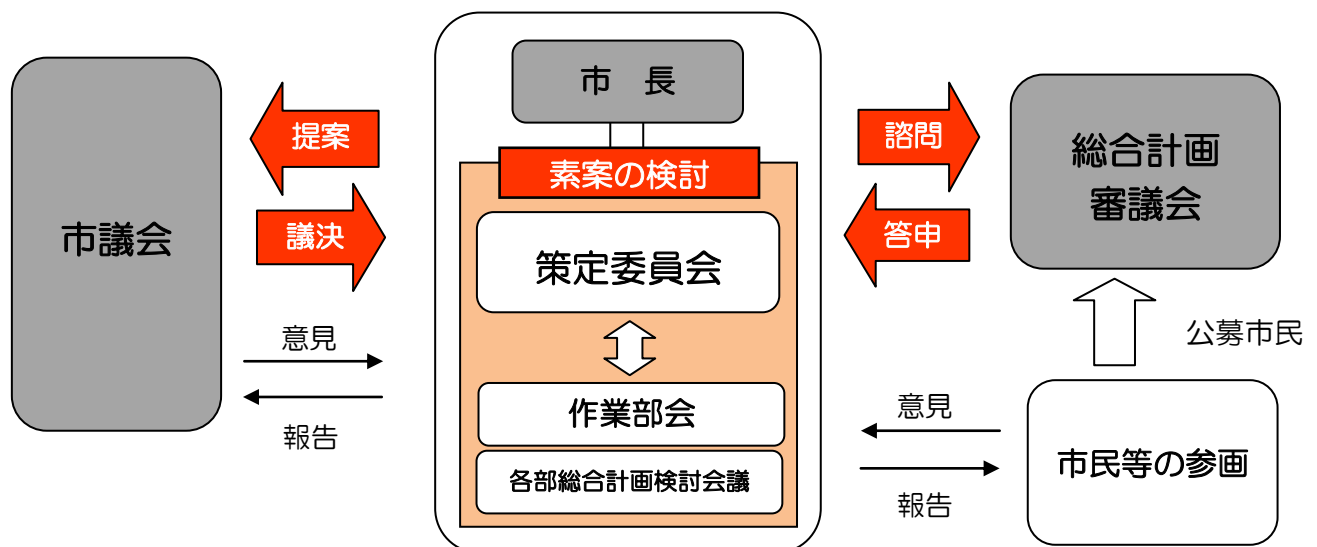 市議会
提案
議決
意見
報告
市　長
素案の検討
策定委員会
作業部会
各部総合計画検討会議
諮問
答申
総合計画
審議会
公募市民
意見
報告
市民等の参画